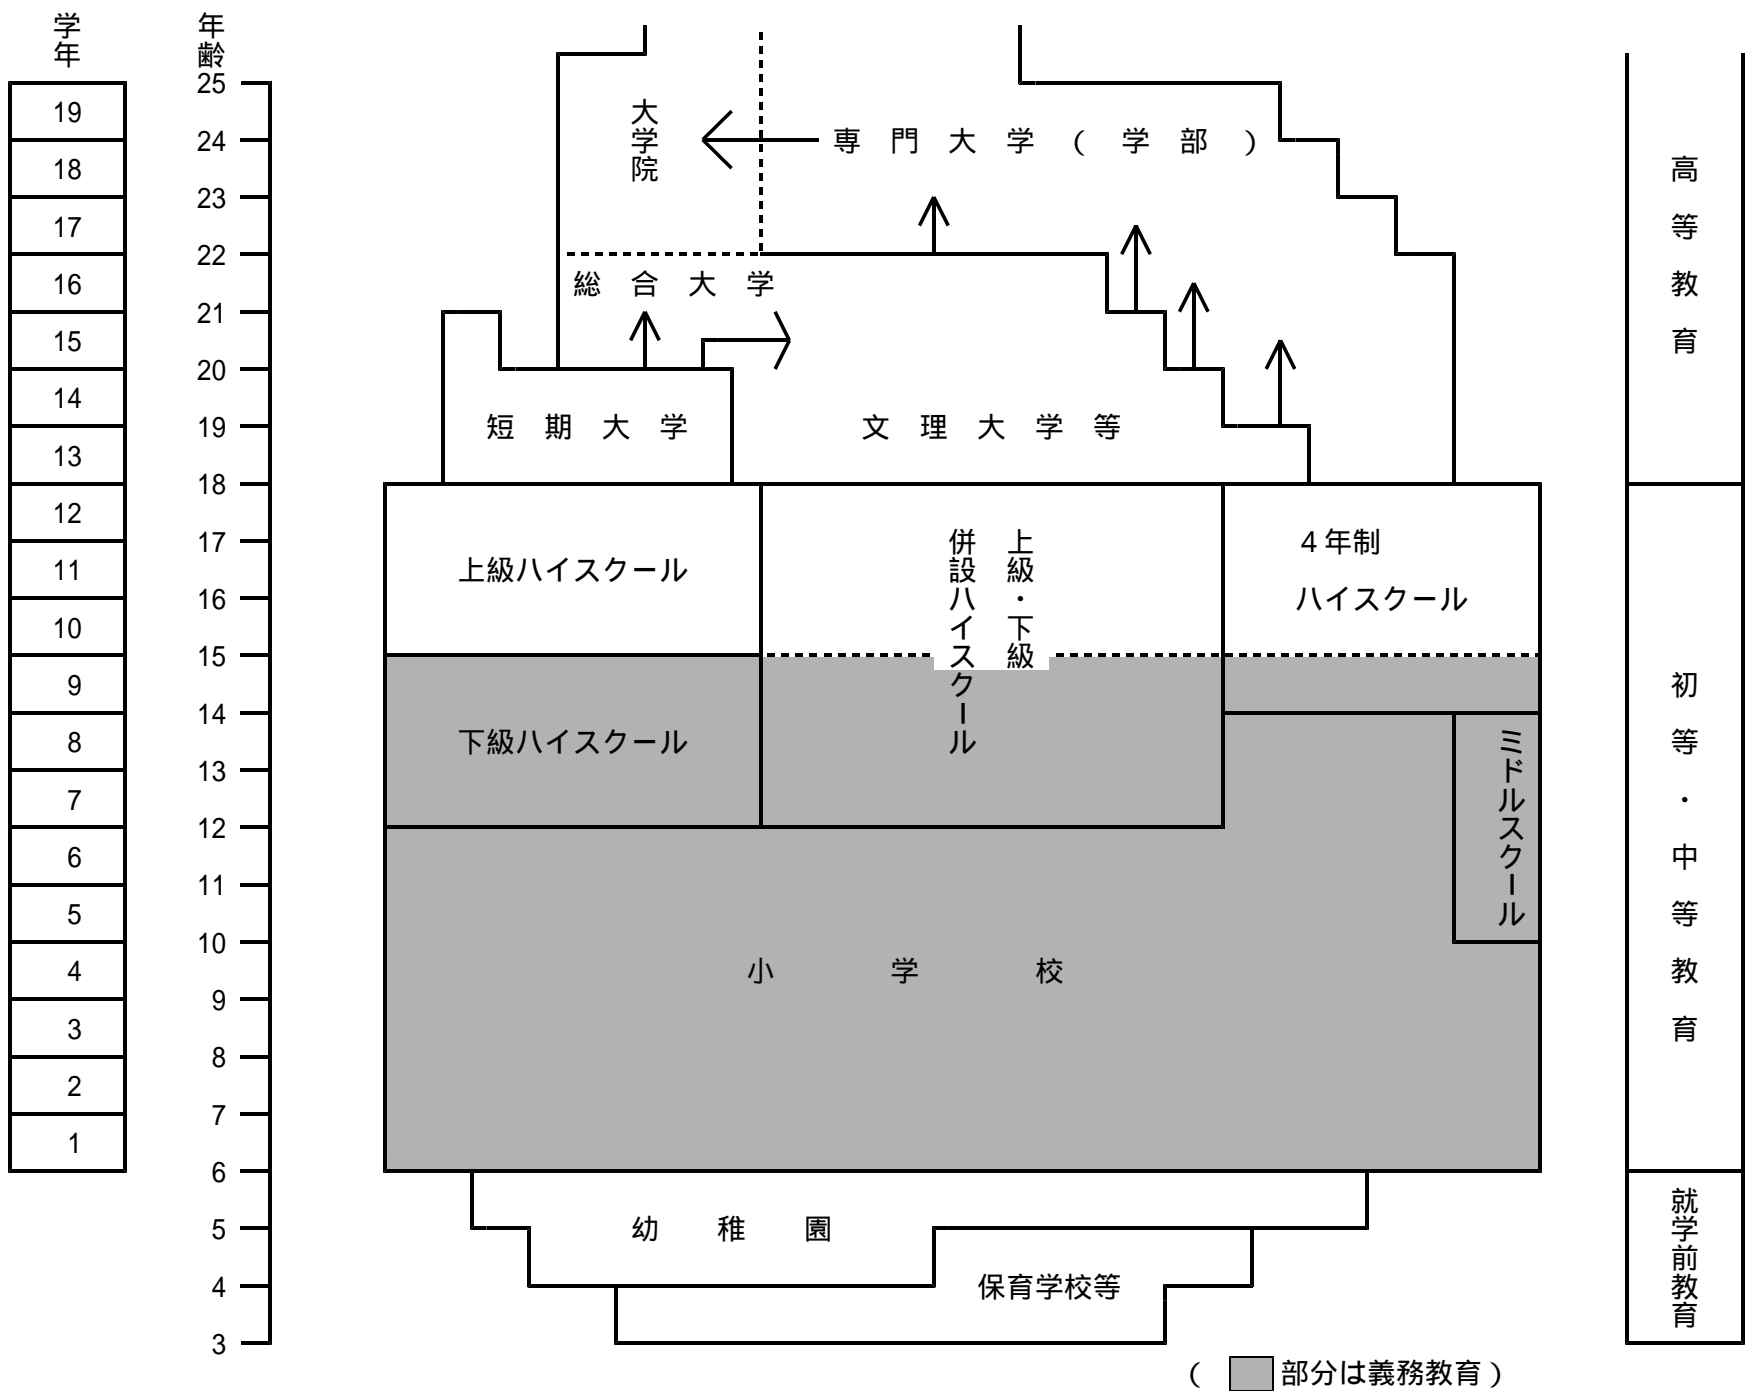 学年
年齢
19
18
17
16
15
14
13
12
11
10
9
8
7
6
5
4
3
2
1
25
24
23
22
21
20
19
18
17
16
15
14
13
12
11
10
9
8
7
6
5
4
3
大学院
専門大学(学部)
総合大学
短期大学
文理大学等
上級ハイスクール
上級・下級
併設ハイスクール
4年制
ハイスクール
下級ハイスクール
ミドルスクール
小学校
幼稚園
保育学校等
高等教育
初等・中等教育
就学前教育
( 部分は義務教育)